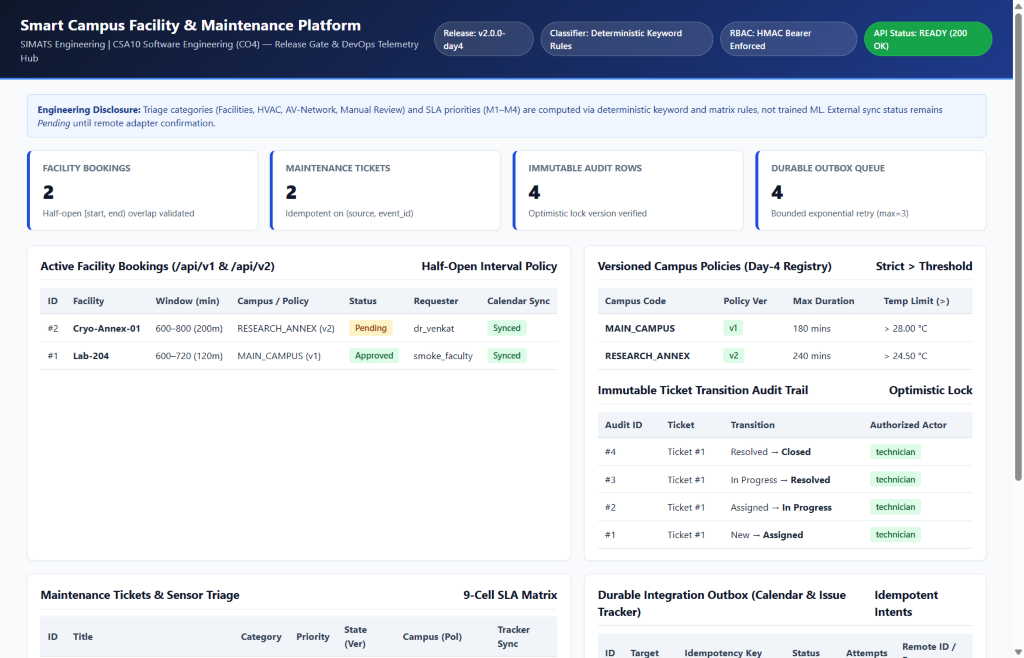 Smart Campus Facility & Maintenance Platform
SIMATS Engineering | CSA10 Software Engineering (CO4) — Release Gate & DevOps Telemetry
Hub
Release: v2.0.0-
day4
Classifier: Deterministic Keyword
Rules
RBAC: HMAC Bearer
Enforced
API Status: READY (200
OK)
Engineering Disclosure: Triage categories (Facilities, HVAC, AV-Network, Manual Review) and SLA priorities (M1–M4) are computed via deterministic keyword and matrix rules, not trained ML. External sync status remains
Pending until remote adapter confirmation.
FACILITY BOOKINGS
2
Half-open [start, end) overlap validated
MAINTENANCE TICKETS
2
Idempotent on (source, event_id)
IMMUTABLE AUDIT ROWS
4
Optimistic lock version verified
DURABLE OUTBOX QUEUE
4
Bounded exponential retry (max=3)
Active Facility Bookings (/api/v1 & /api/v2) Half-Open Interval Policy
ID Facility Window (min) Campus / Policy Status Requester Calendar Sync
#2 Cryo-Annex-01 600–800 (200m) RESEARCH_ANNEX (v2) Pending dr_venkat Synced
#1 Lab-204 600–720 (120m) MAIN_CAMPUS (v1) Approved smoke_faculty Synced
Versioned Campus Policies (Day-4 Registry) Strict > Threshold
Campus Code Policy Ver Max Duration Temp Limit (>)
MAIN_CAMPUS v1 180 mins > 28.00 °C
RESEARCH_ANNEX v2 240 mins > 24.50 °C
Immutable Ticket Transition Audit Trail Optimistic Lock
Audit ID Ticket Transition Authorized Actor
#4 Ticket #1 Resolved → Closed technician
#3 Ticket #1 In Progress → Resolved technician
#2 Ticket #1 Assigned → In Progress technician
#1 Ticket #1 New → Assigned technician
Maintenance Tickets & Sensor Triage 9-Cell SLA Matrix
ID Title Category Priority State
(Ver) Campus (Pol) Tracker
Sync
Durable Integration Outbox (Calendar & Issue
Tracker)
Idempotent
Intents
ID Target Idempotency Key Status Attempts Remote ID /